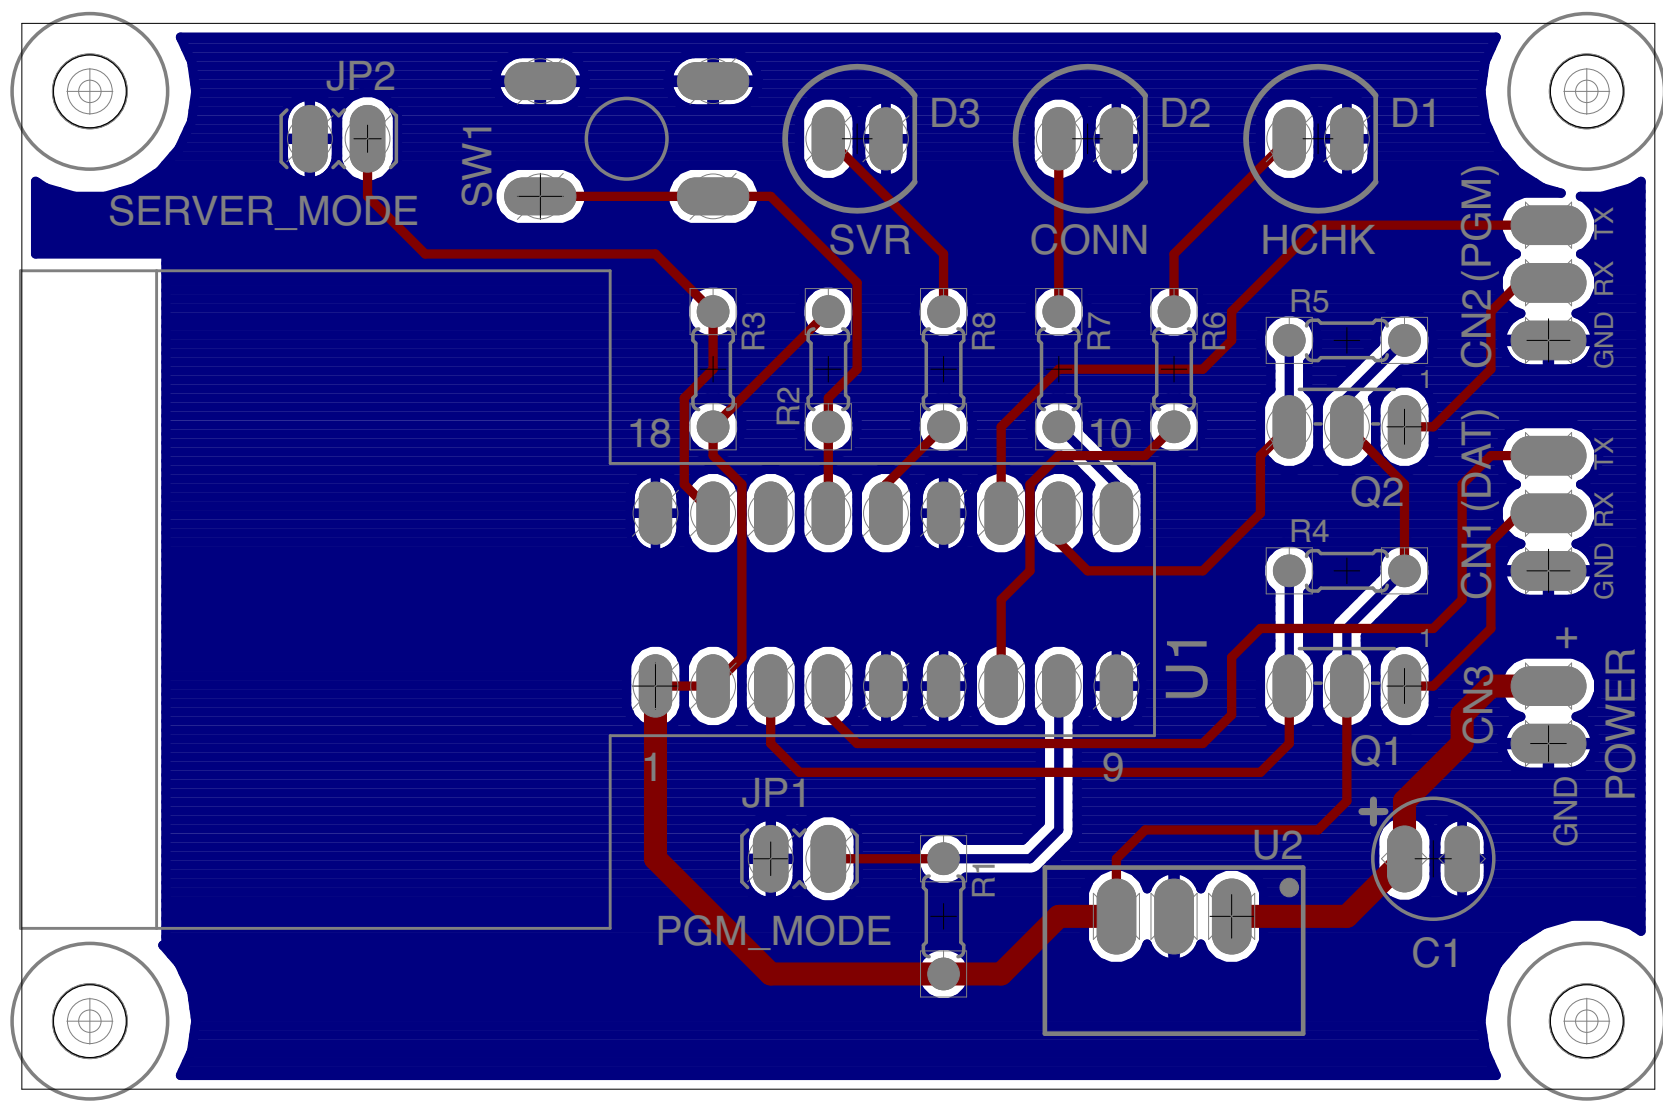 JP2
SERVER_MODE
SW1
D3
SVR
D2
CONN
D1
HCHK
CN2 (PGM)
TX
RX
GND
R3
R2
R8
R7
R6
R5
1
18
10
Q2
CN1 (DAT)
TX
RX
GND
R4
1
U1
Q1
CN3
+
POWER
GND
1
9
JP1
PGM_MODE
R1
U2
+
C1